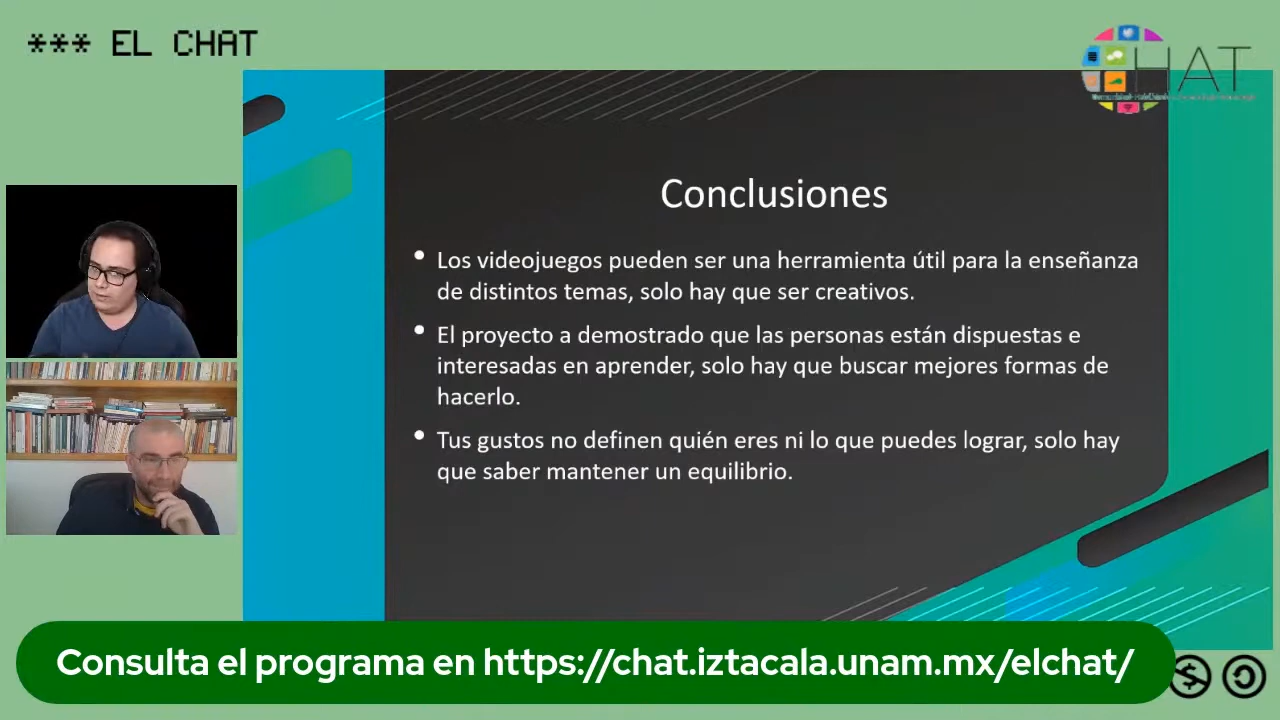 *** EL CHAT
HAT
Conclusiones
• Los videojuegos pueden ser una herramienta útil para la enseñanza
de distintos temas, solo hay que ser creativos.
• El proyecto a demostrado que las personas están dispuestas e
interesadas en aprender, solo hay que buscar mejores formas de
hacerlo.
• Tus gustos no definen quién eres ni lo que puedes lograr, solo hay
que saber mantener un equilibrio.
Consulta el programa en https://chat.iztacala.unam.mx/elchat/